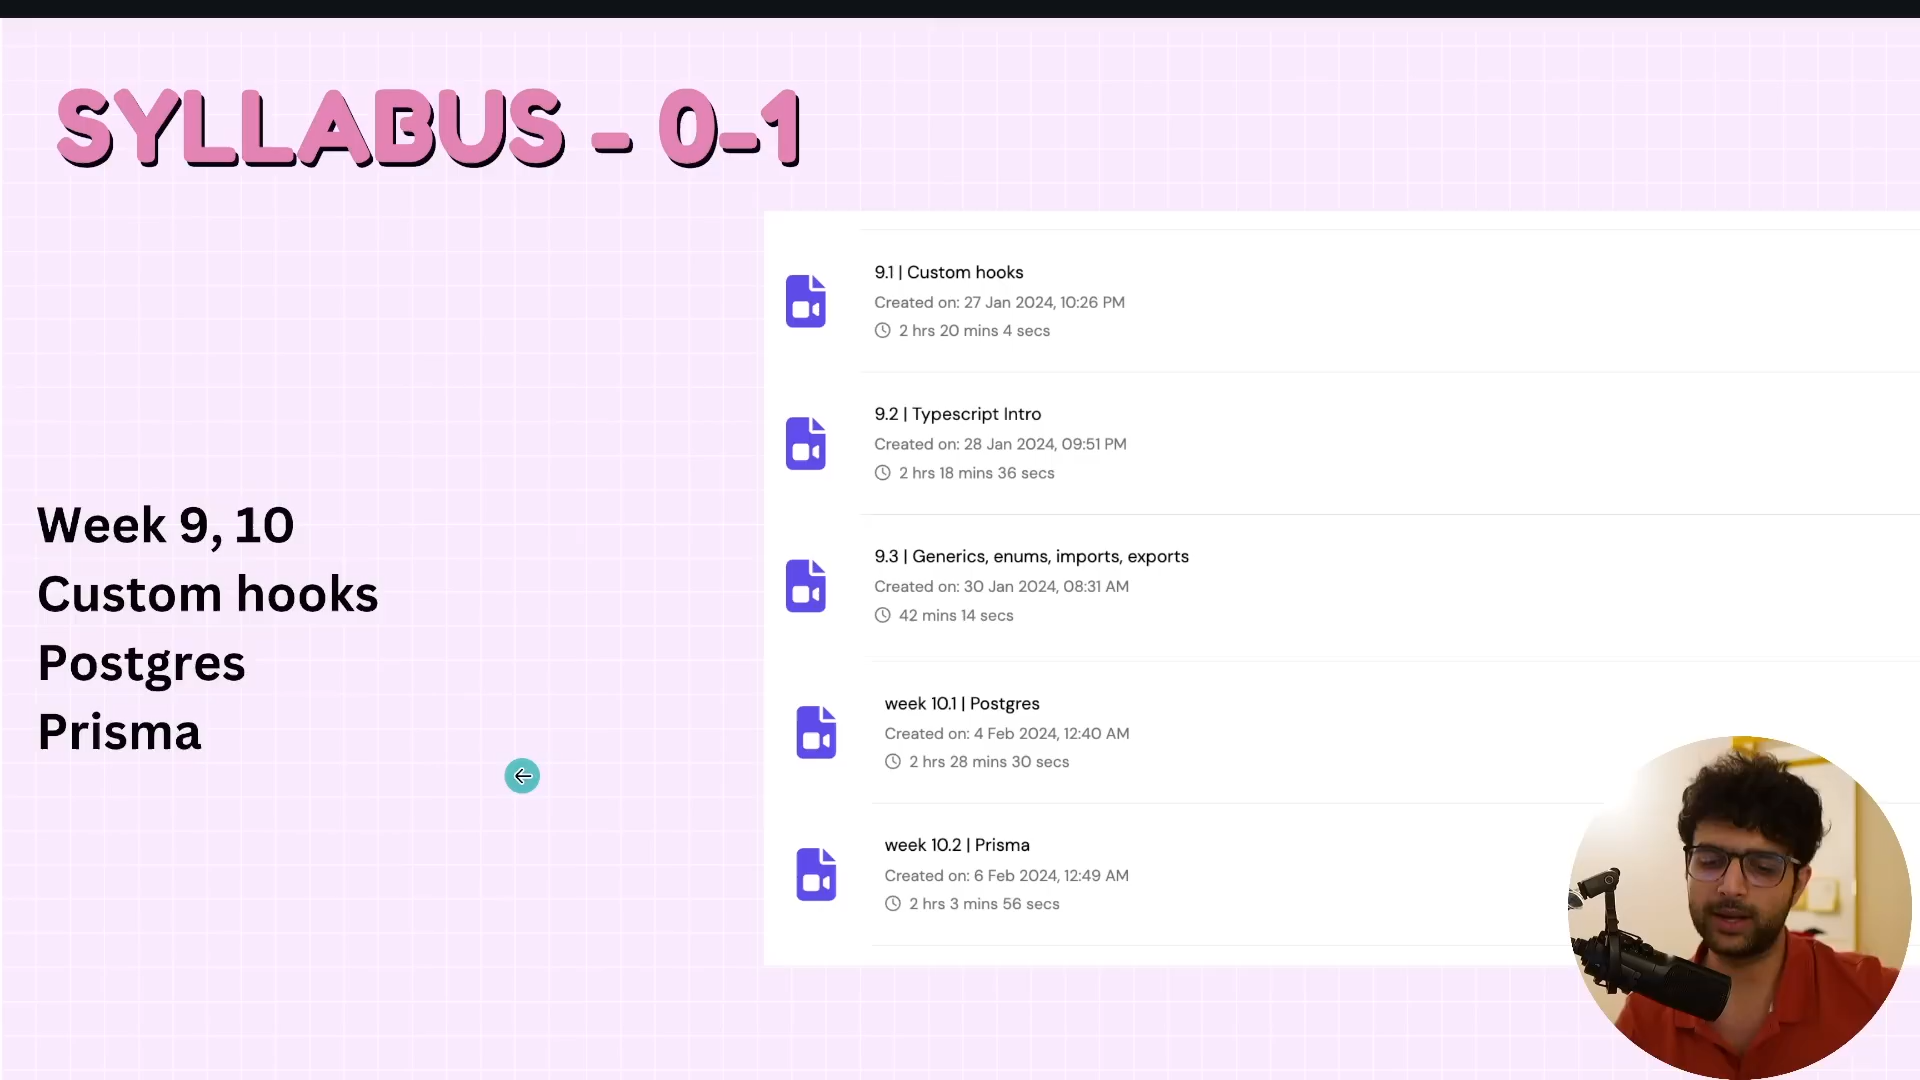 SYLLABUS - 0-1
Week 9, 10
Custom hooks
Postgres
Prisma
9.1 | Custom hooks
Created on: 27 Jan 2024, 10:26 PM
2 hrs 20 mins 4 secs
9.2 | Typescript Intro
Created on: 28 Jan 2024, 09:51 PM
2 hrs 18 mins 36 secs
9.3 | Generics, enums, imports, exports
Created on: 30 Jan 2024, 08:31 AM
42 mins 14 secs
week 10.1 | Postgres
Created on: 4 Feb 2024, 12:40 AM
2 hrs 28 mins 30 secs
week 10.2 | Prisma
Created on: 6 Feb 2024, 12:49 AM
2 hrs 3 mins 56 secs